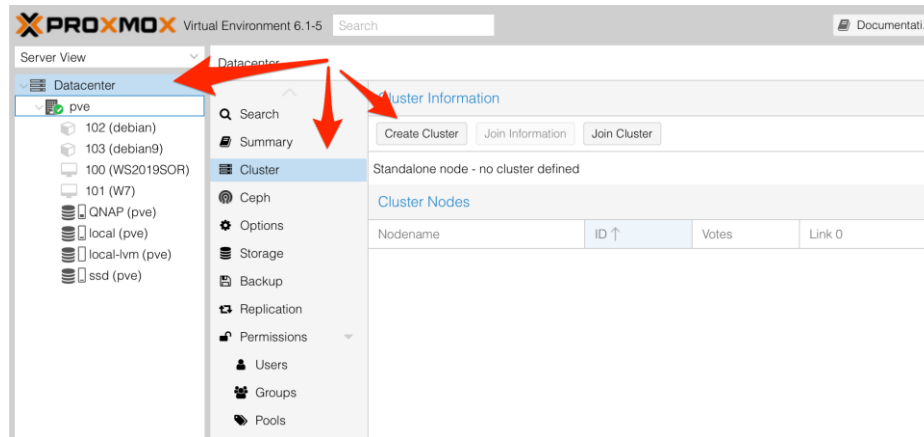 PROXMOX Virtual Environment 6.1-5 Search
Server View
Datacenter
pve
102 (debian)
103 (debian9)
100 (WS2019SOR)
101 (W7)
QNAP (pve)
local (pve)
local-lvm (pve)
ssd (pve)
Datacenter
Search
Summary
Cluster
Ceph
Options
Storage
Backup
Replication
Permissions
Users
Groups
Pools
Documentati
Cluster Information
Create Cluster Join Information Join Cluster
Standalone node - no cluster defined
Cluster Nodes
Nodename ID ↑ Votes Link 0